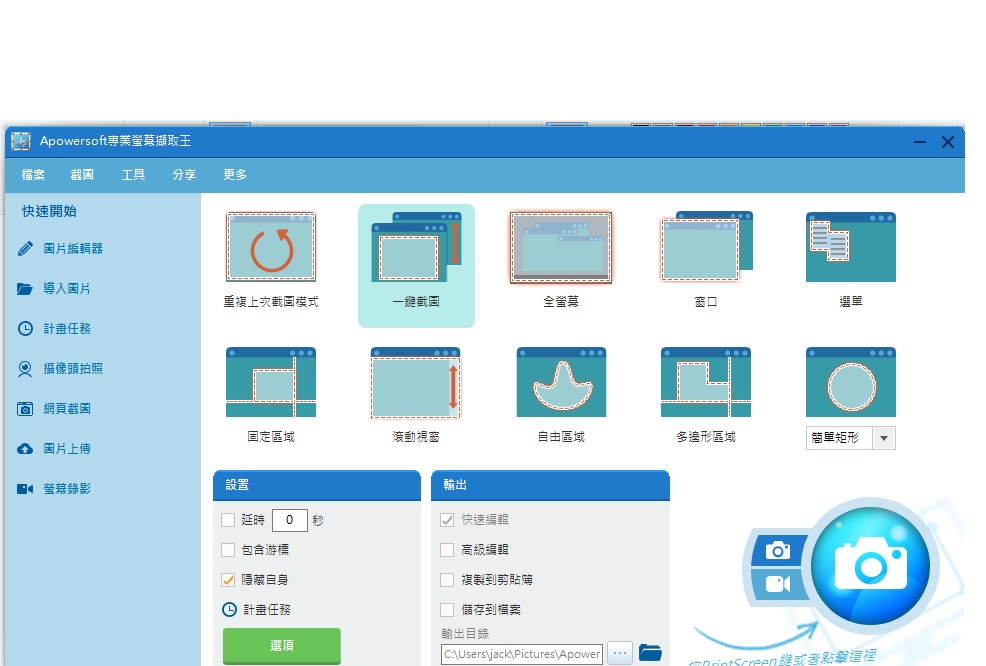 Apowersoft專業螢幕擷取王
檔案 截圖 工具 分享 更多
快速開始
圖片編輯器
導入圖片
計畫任務
攝像頭拍照
網頁截圖
圖片上傳
螢幕錄影
重複上次截圖模式 一鍵截圖 全螢幕 窗口 選單
固定區域 滾動視窗 自由區域 多邊形區域 簡單矩形
設置
延時 0 秒
包含游標
隱藏自身
計畫任務
選項
輸出
快速編輯
高級編輯
複製到剪貼簿
儲存到檔案
輸出目錄
C:\Users\jack\Pictures\Apower ...
按PrintScreen鍵或者點擊這裡